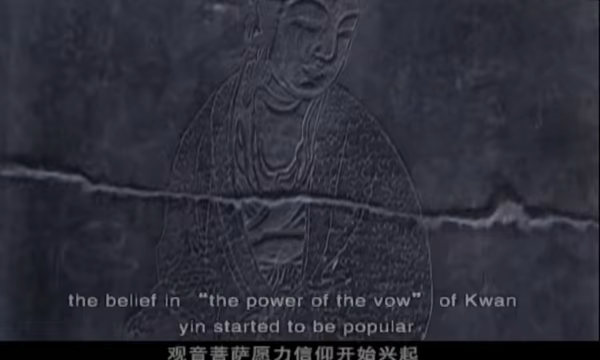 the belief in “the power of the vow” of Kwan
yin started to be popular
观音菩萨愿力信仰开始兴起